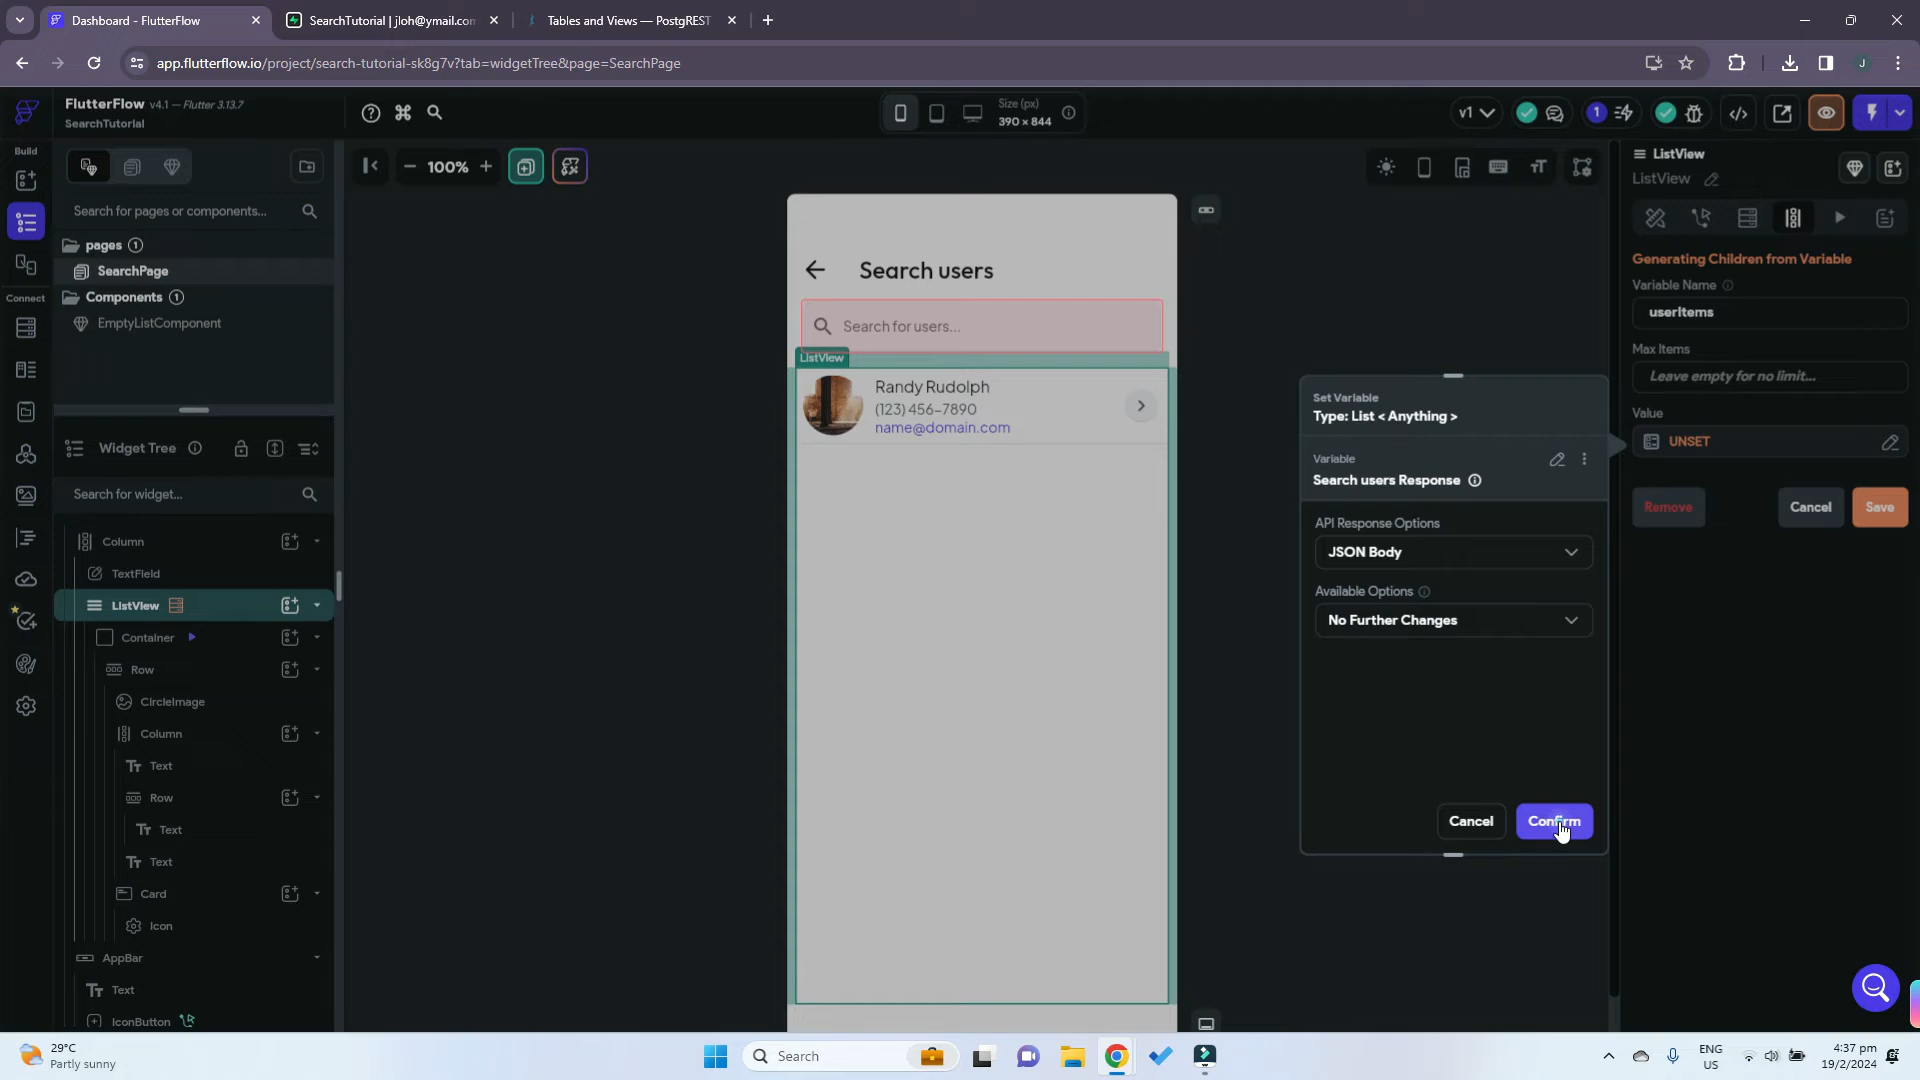 Dashboard - FlutterFlow
SearchTutorial | jloh@ymail.com
Tables and Views — PostgREST
app.flutterflow.io/project/search-tutorial-sk8g7v?tab=widgetTree&page=SearchPage
J
FlutterFlow v4.1 — Flutter 3.13.7
SearchTutorial
Size (px)
390 × 844
v1
1
Build
Connect
100%
Search for pages or components...
pages 1
SearchPage
Components 1
EmptyListComponent
Widget Tree
Search for widget...
Column
TextField
ListView
Container
Row
CircleImage
Column
Text
Row
Text
Text
Card
Icon
AppBar
Text
IconButton
Search users
Search for users...
ListView
Randy Rudolph
(123) 456-7890
name@domain.com
Set Variable
Type: List < Anything >
Variable
Search users Response
API Response Options
JSON Body
Available Options
No Further Changes
Cancel
Confirm
ListView
ListView
Generating Children from Variable
Variable Name
userItems
Max Items
Leave empty for no limit...
Value
UNSET
Remove
Cancel
Save
29°C
Partly sunny
Search
ENG
US
4:37 pm
19/2/2024